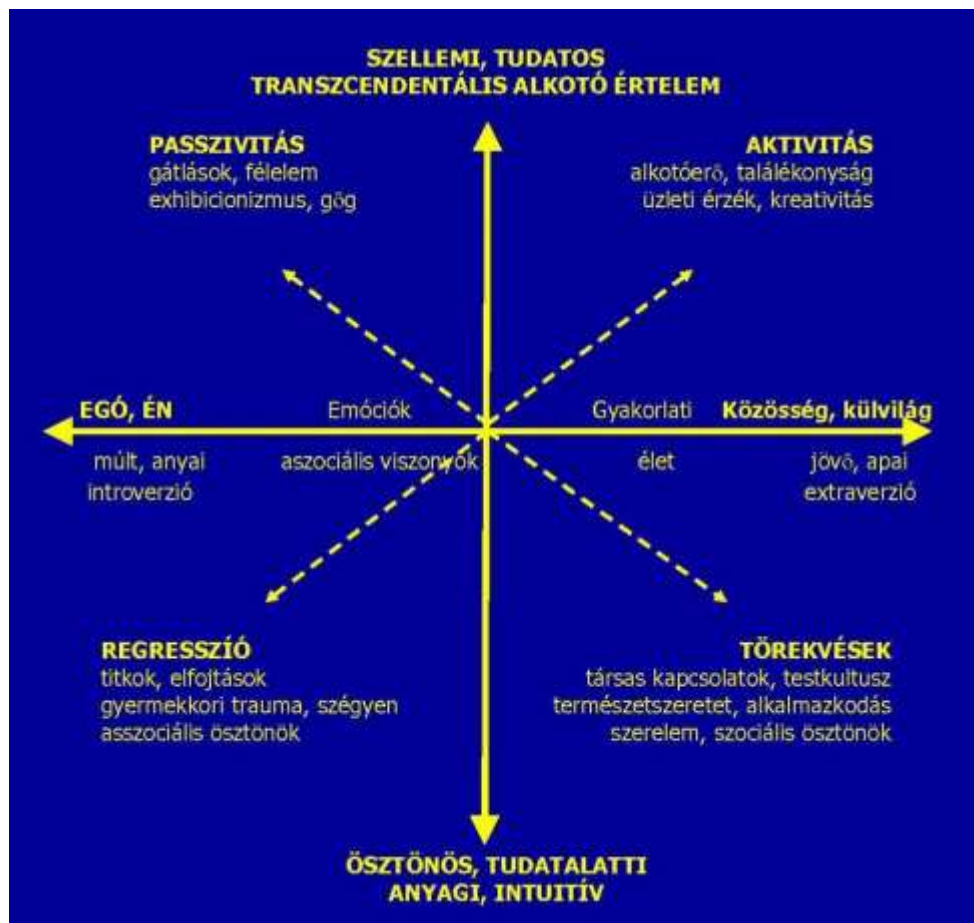 SZELLEMI, TUDATOS
TRANSZCENDENTÁLIS ALKOTÓ ÉRTELEM
PASSZIVITÁS
gátlások, félelem
exhibicionizmus, gőg
AKTIVITÁS
alkotóerő, találékonyság
üzleti érzék, kreativitás
EGÓ, ÉN
Emóciók
Gyakorlati
Közösség, külvilág
múlt, anyai
introverzió
aszociális viszonyok
élet
jövő, apai
extraverzió
REGRESSZÍÓ
titkok, elfojtások
gyermekkori trauma, szégyen
asszociális ösztönök
TÖREKVÉSEK
társas kapcsolatok, testkultusz
természetszeretet, alkalmazkodás
szerelem, szociális ösztönök
ÖSZTÖNÖS, TUDATALATTI
ANYAGI, INTUITÍV